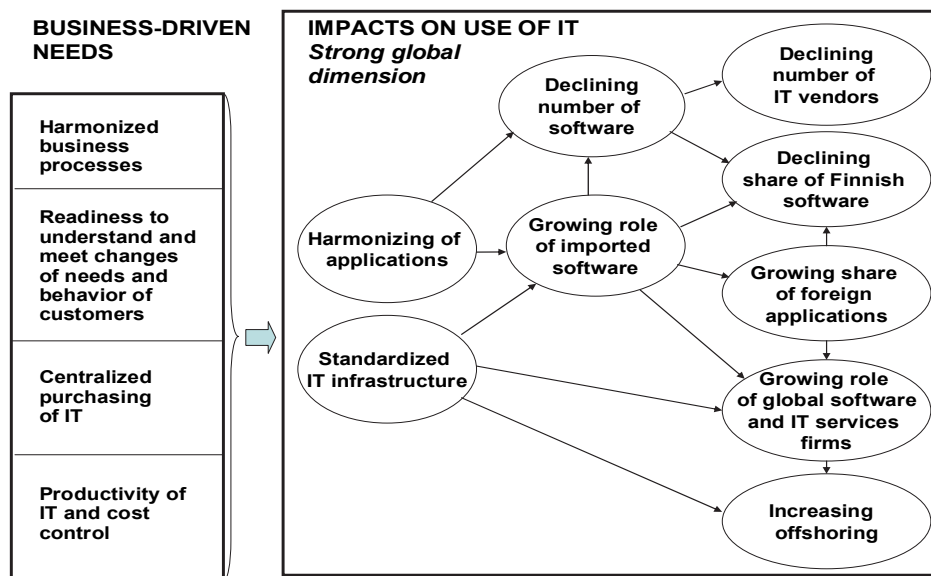 BUSINESS-DRIVEN
NEEDS
Harmonized
business
processes
Readiness to
understand and
meet changes
of needs and
behavior of
customers
Centralized
purchasing
of IT
Productivity of
IT and cost
control
IMPACTS ON USE OF IT
Strong global
dimension
Harmonizing of
applications
Standardized
IT infrastructure
Declining
number of
software
Growing role
of imported
software
Declining
number of
IT vendors
Declining
share of Finnish
software
Growing share
of foreign
applications
Growing role
of global software
and IT services
firms
Increasing
offshoring